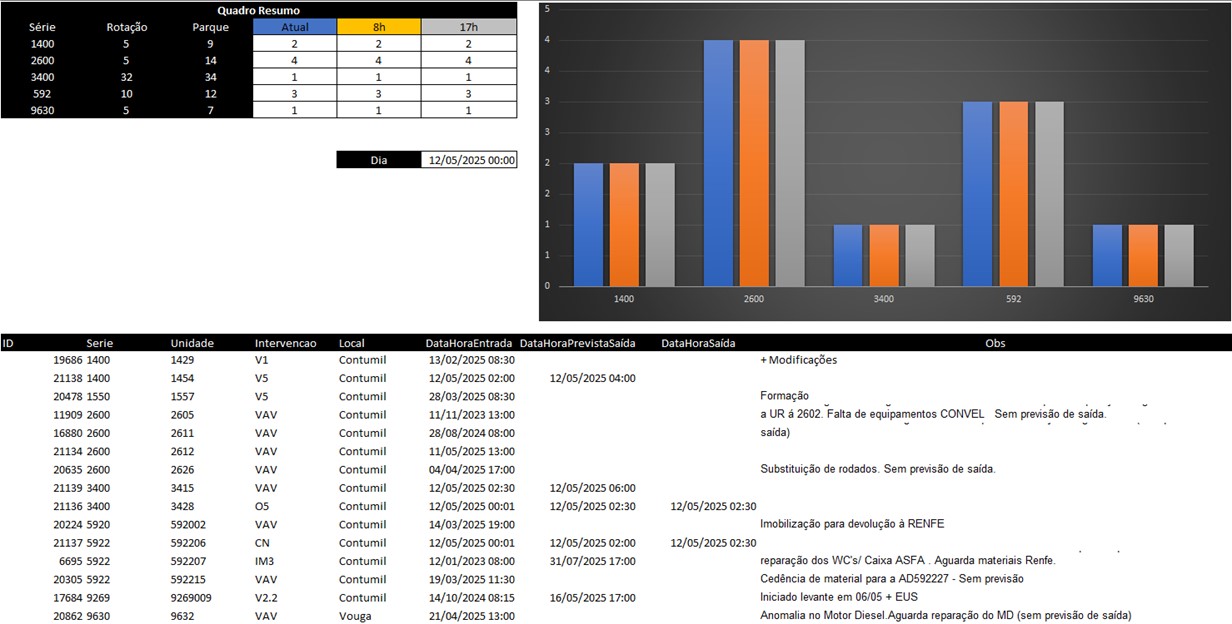 Quadro Resumo
Série Rotação Parque Atual 8h 17h
1400 5 9 2 2 2
2600 5 14 4 4 4
3400 32 34 1 1 1
592 10 12 3 3 3
9630 5 7 1 1 1
Dia 12/05/2025 00:00
5
4
4
3
3
2
2
1
1
0
1400 2600 3400 592 9630
ID Serie Unidade Intervencao Local DataHoraEntrada DataHoraPrevistaSaída DataHoraSaída Obs
19686 1400 1429 V1 Contumil 13/02/2025 08:30 + Modificações
21138 1400 1454 V5 Contumil 12/05/2025 02:00 12/05/2025 04:00
20478 1550 1557 V5 Contumil 28/03/2025 08:30 Formação
11909 2600 2605 VAV Contumil 11/11/2023 13:00 a UR á 2602. Falta de equipamentos CONVEL Sem previsão de saída.
16880 2600 2611 VAV Contumil 28/08/2024 08:00 saída)
21134 2600 2612 VAV Contumil 11/05/2025 13:00
20635 2600 2626 VAV Contumil 04/04/2025 17:00 Substituição de rodados. Sem previsão de saída.
21139 3400 3415 VAV Contumil 12/05/2025 02:30 12/05/2025 06:00
21136 3400 3428 O5 Contumil 12/05/2025 00:01 12/05/2025 02:30 12/05/2025 02:30
20224 5920 592002 VAV Contumil 14/03/2025 19:00 Imobilização para devolução à RENFE
21137 5922 592206 CN Contumil 12/05/2025 00:01 12/05/2025 02:00 12/05/2025 02:30
6695 5922 592207 IM3 Contumil 12/01/2023 08:00 31/07/2025 17:00 reparação dos WC's/ Caixa ASFA . Aguarda materiais Renfe.
20305 5922 592215 VAV Contumil 19/03/2025 11:30 Cedência de material para a AD592227 - Sem previsão
17684 9269 9269009 V2.2 Contumil 14/10/2024 08:15 16/05/2025 17:00 Iniciado levante em 06/05 + EUS
20862 9630 9632 VAV Vouga 21/04/2025 13:00 Anomalia no Motor Diesel.Aguarda reparação do MD (sem previsão de saída)